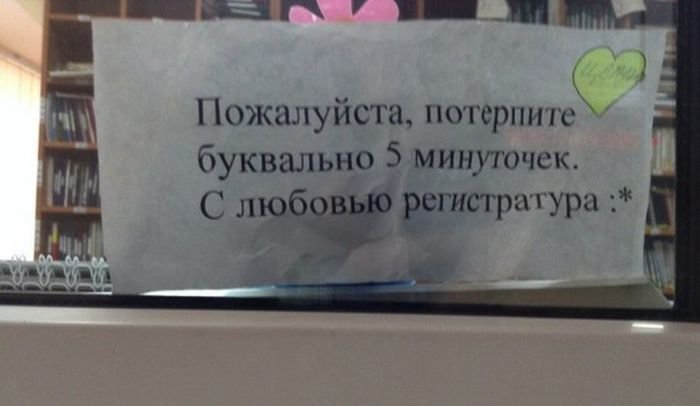 Пожалуйста, потерпите
буквально 5 минуточек.
С любовью регистратура :*